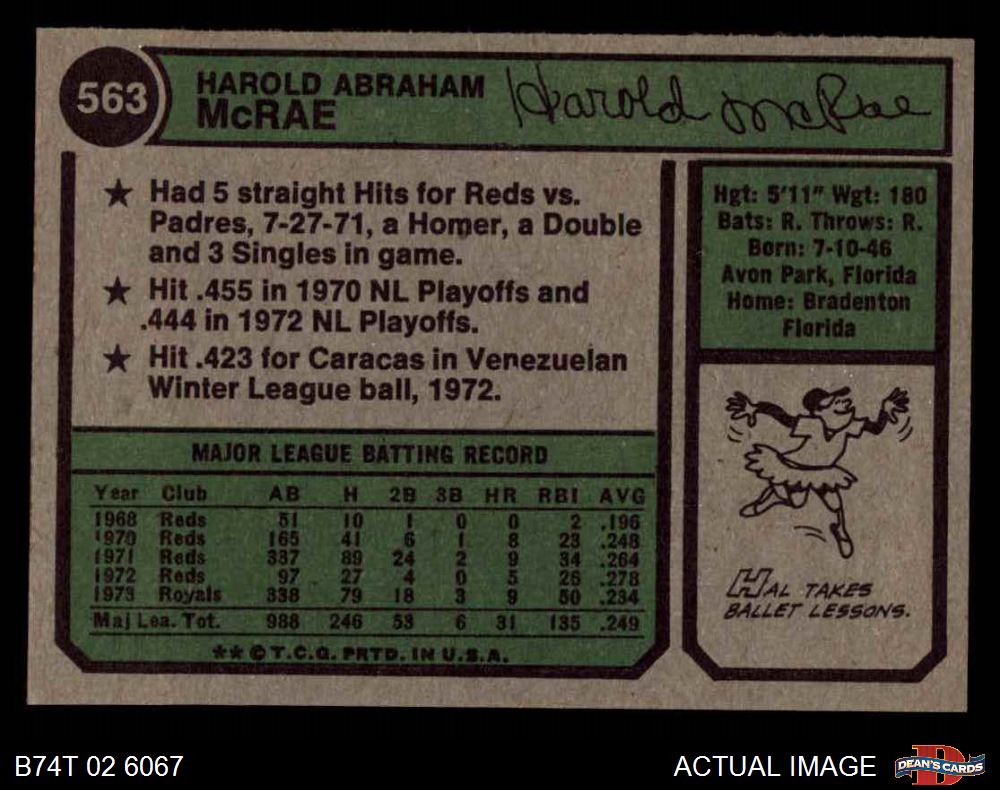 563
HAROLD ABRAHAM
McRAE
Harold McRae
★ Had 5 straight Hits for Reds vs.
Padres, 7-27-71, a Homer, a Double
and 3 Singles in game.
★ Hit .455 in 1970 NL Playoffs and
.444 in 1972 NL Playoffs.
★ Hit .423 for Caracas in Venezuelan
Winter League ball, 1972.
Hgt: 5'11" Wgt: 180
Bats: R. Throws: R.
Born: 7-10-46
Avon Park, Florida
Home: Bradenton
Florida
MAJOR LEAGUE BATTING RECORD
Year Club AB H 2B 3B HR RBI AVG
1968 Reds 51 10 1 0 0 2 .196
1970 Reds 165 41 6 1 8 23 .248
1971 Reds 337 89 24 2 9 34 .264
1972 Reds 97 27 4 0 5 26 .278
1973 Royals 338 79 18 3 9 50 .234
Maj Lea. Tot. 988 246 53 6 31 135 .249
** © T.C.G. PRTD. IN U.S.A.
HAL TAKES
BALLET LESSONS.
B74T 02 6067
ACTUAL IMAGE
DEAN'S CARDS